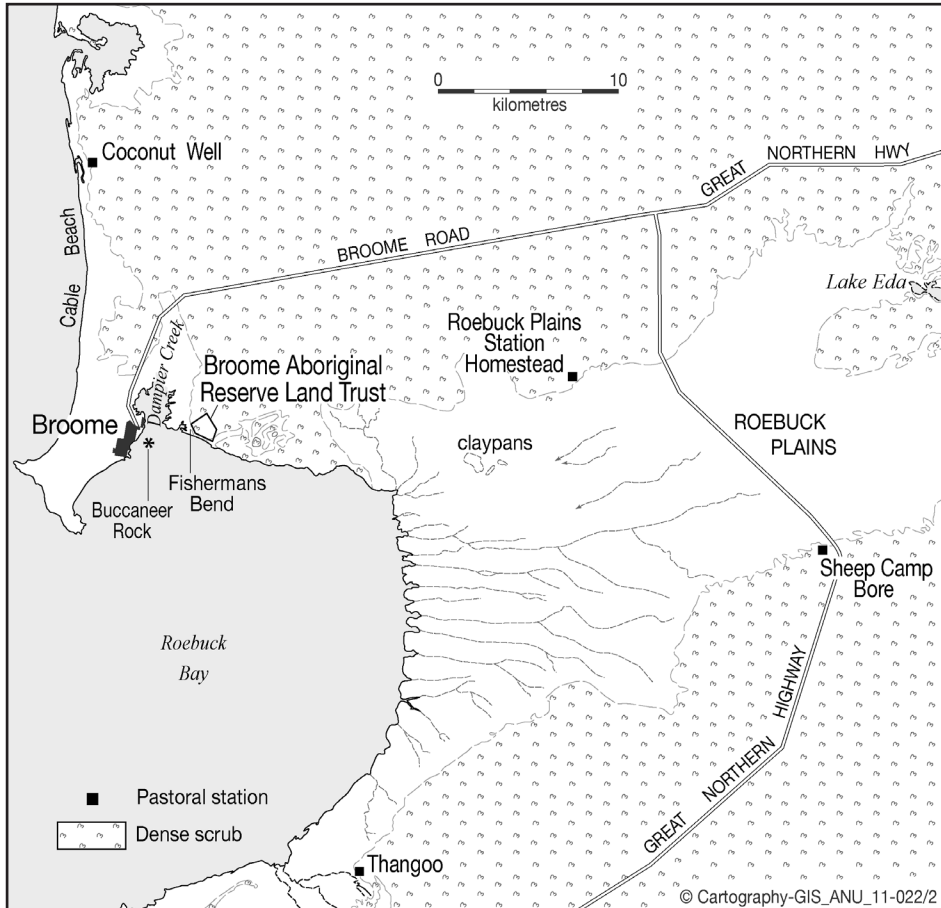 0 10
kilometres
Coconut Well
GREAT NORTHERN HWY
BROOME ROAD
Cable Beach
Lake Eda
Roebuck Plains
Station
Homestead
Dampier Creek
Broome Aboriginal
Reserve Land Trust
Broome
*
ROEBUCK
PLAINS
claypans
Fishermans
Bend
Buccaneer
Rock
Sheep Camp
Bore
Roebuck
Bay
GREAT NORTHERN HIGHWAY
Pastoral station
Dense scrub
Thangoo
© Cartography-GIS_ANU_11-022/2